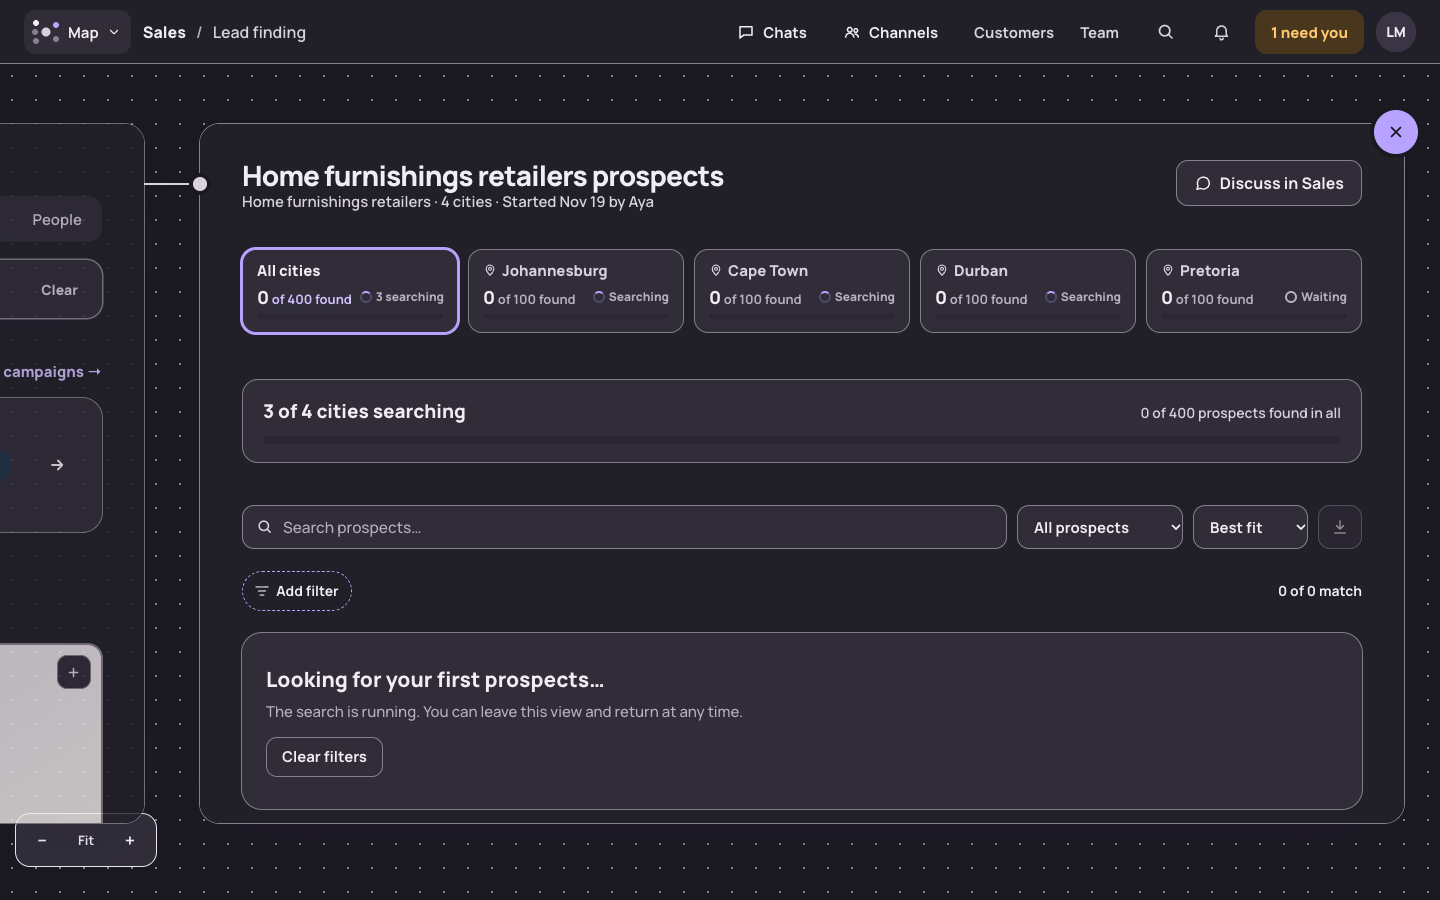 Map
Sales / Lead finding
Chats
Channels
Customers
Team
1 need you
LM
People
Clear
campaigns →
Fit
Home furnishings retailers prospects
Home furnishings retailers · 4 cities · Started Nov 19 by Aya
Discuss in Sales
All cities
0 of 400 found
3 searching
Johannesburg
0 of 100 found
Searching
Cape Town
0 of 100 found
Searching
Durban
0 of 100 found
Searching
Pretoria
0 of 100 found
Waiting
3 of 4 cities searching
0 of 400 prospects found in all
Search prospects...
All prospects
Best fit
Add filter
0 of 0 match
Looking for your first prospects...
The search is running. You can leave this view and return at any time.
Clear filters